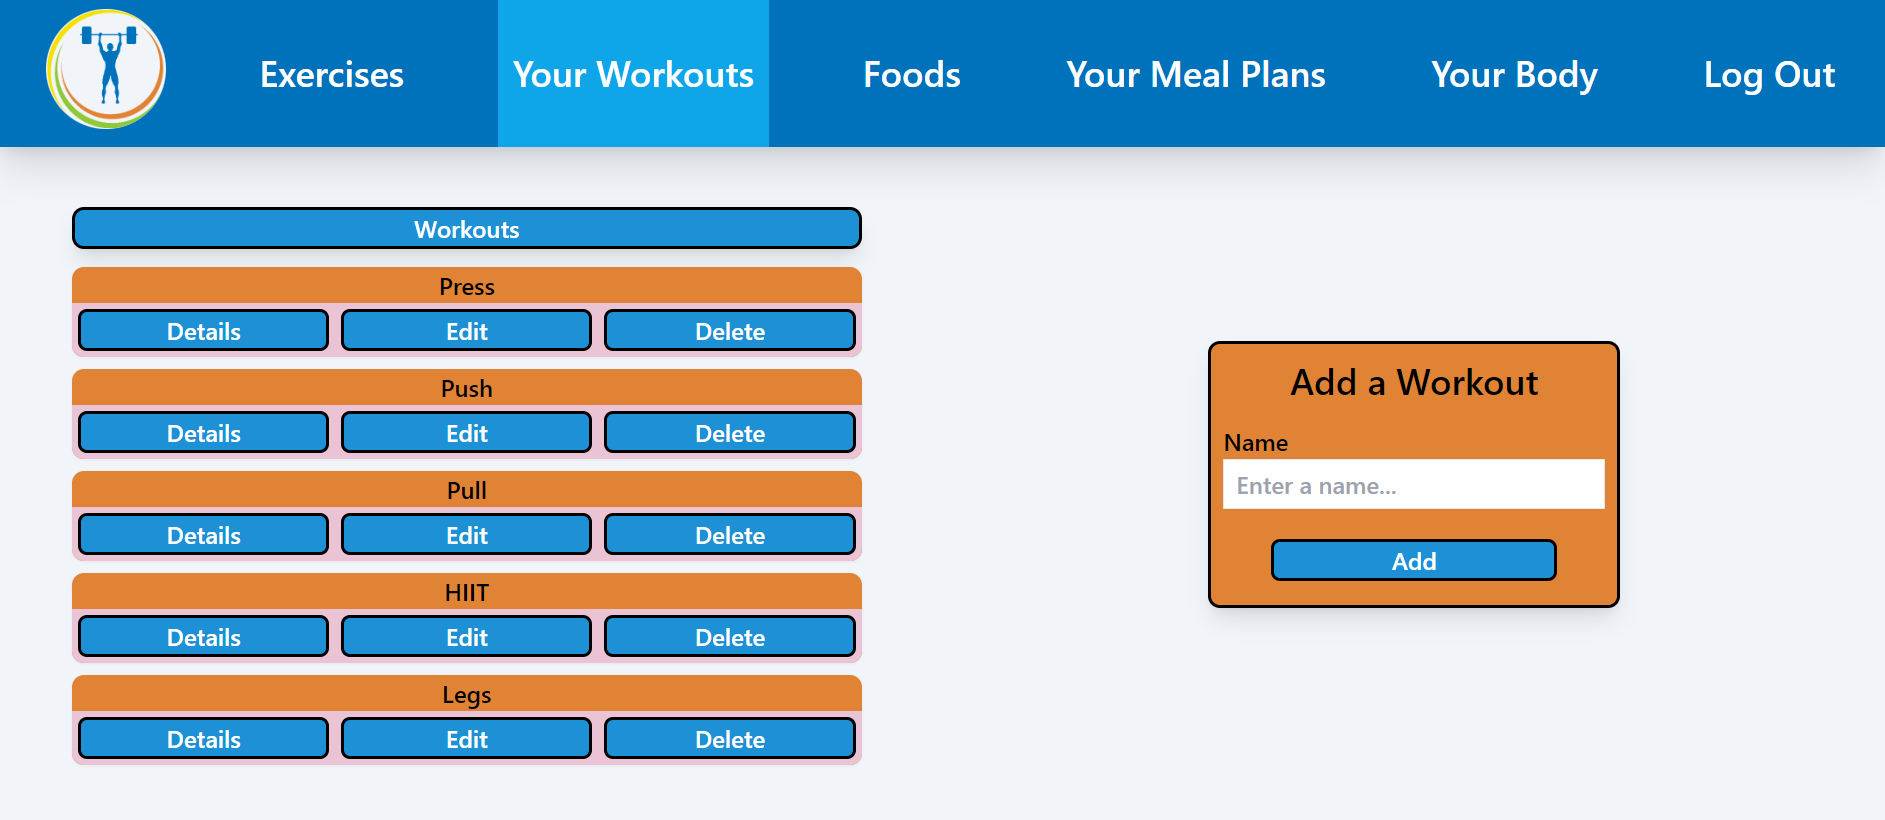 Exercises
Your Workouts
Foods
Your Meal Plans
Your Body
Log Out
Workouts
Press
Details
Edit
Delete
Push
Details
Edit
Delete
Pull
Details
Edit
Delete
HIIT
Details
Edit
Delete
Legs
Details
Edit
Delete
Add a Workout
Name
Enter a name...
Add